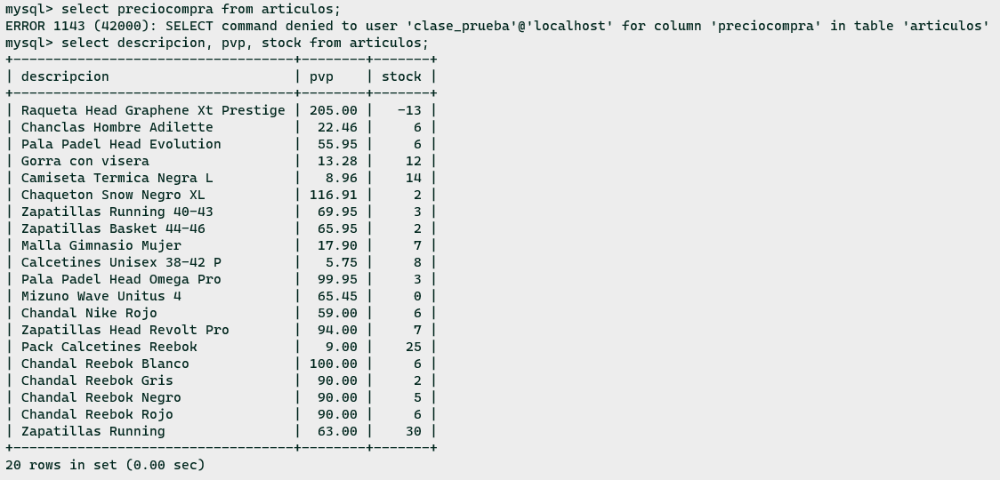 mysql> select preciocompra from articulos;
ERROR 1143 (42000): SELECT command denied to user 'clase_prueba'@'localhost' for column 'preciocompra' in table 'articulos'
mysql> select descripcion, pvp, stock from articulos;
+-----------------------------------+--------+-------+
| descripcion                       | pvp    | stock |
+-----------------------------------+--------+-------+
| Raqueta Head Graphene Xt Prestige | 205.00 |   -13 |
| Chanclas Hombre Adilette          |  22.46 |     6 |
| Pala Padel Head Evolution         |  55.95 |     6 |
| Gorra con visera                  |  13.28 |    12 |
| Camiseta Termica Negra L          |   8.96 |    14 |
| Chaqueton Snow Negro XL           | 116.91 |     2 |
| Zapatillas Running 40-43          |  69.95 |     3 |
| Zapatillas Basket 44-46           |  65.95 |     2 |
| Malla Gimnasio Mujer              |  17.90 |     7 |
| Calcetines Unisex 38-42 P         |   5.75 |     8 |
| Pala Padel Head Omega Pro         |  99.95 |     3 |
| Mizuno Wave Unitus 4              |  65.45 |     0 |
| Chandal Nike Rojo                 |  59.00 |     6 |
| Zapatillas Head Revolt Pro        |  94.00 |     7 |
| Pack Calcetines Reebok            |   9.00 |    25 |
| Chandal Reebok Blanco             | 100.00 |     6 |
| Chandal Reebok Gris               |  90.00 |     2 |
| Chandal Reebok Negro              |  90.00 |     5 |
| Chandal Reebok Rojo               |  90.00 |     6 |
| Zapatillas Running                |  63.00 |    30 |
+-----------------------------------+--------+-------+
20 rows in set (0.00 sec)